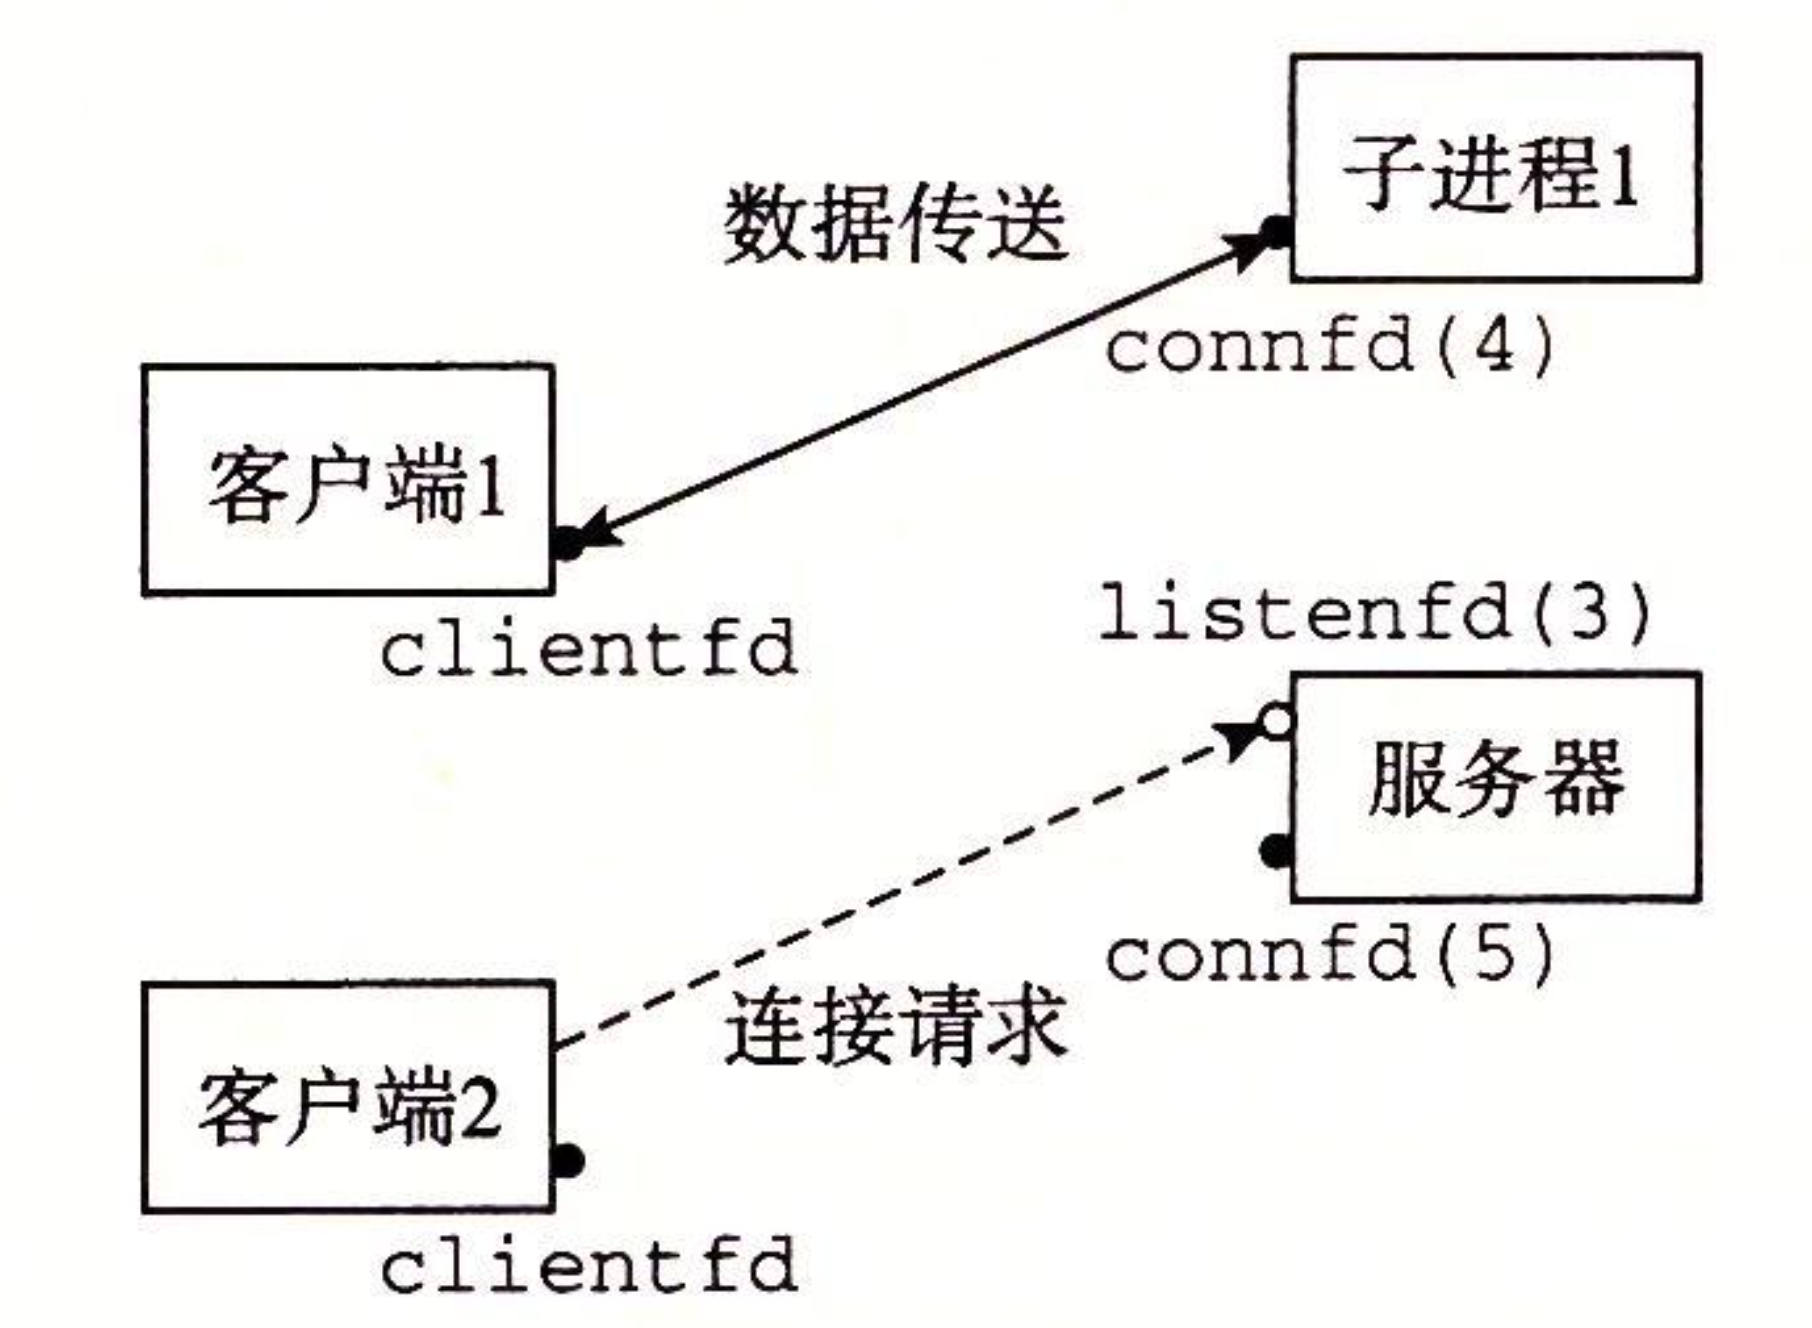 子进程1
数据传送
connfd(4)
客户端1
clientfd
listenfd(3)
服务器
connfd(5)
连接请求
客户端2
clientfd